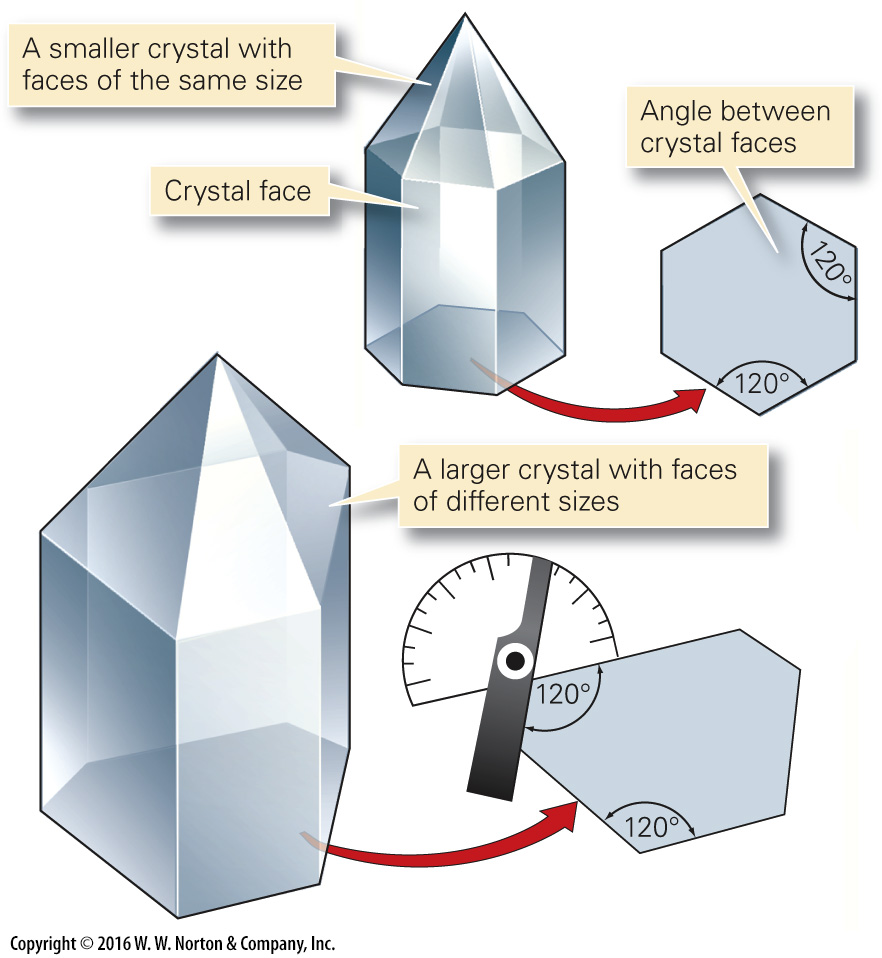 A smaller crystal with
faces of the same size
Angle between
crystal faces
Crystal face
120°
120°
A larger crystal with faces
of different sizes
120°
120°
Copyright © 2016 W. W. Norton & Company, Inc.